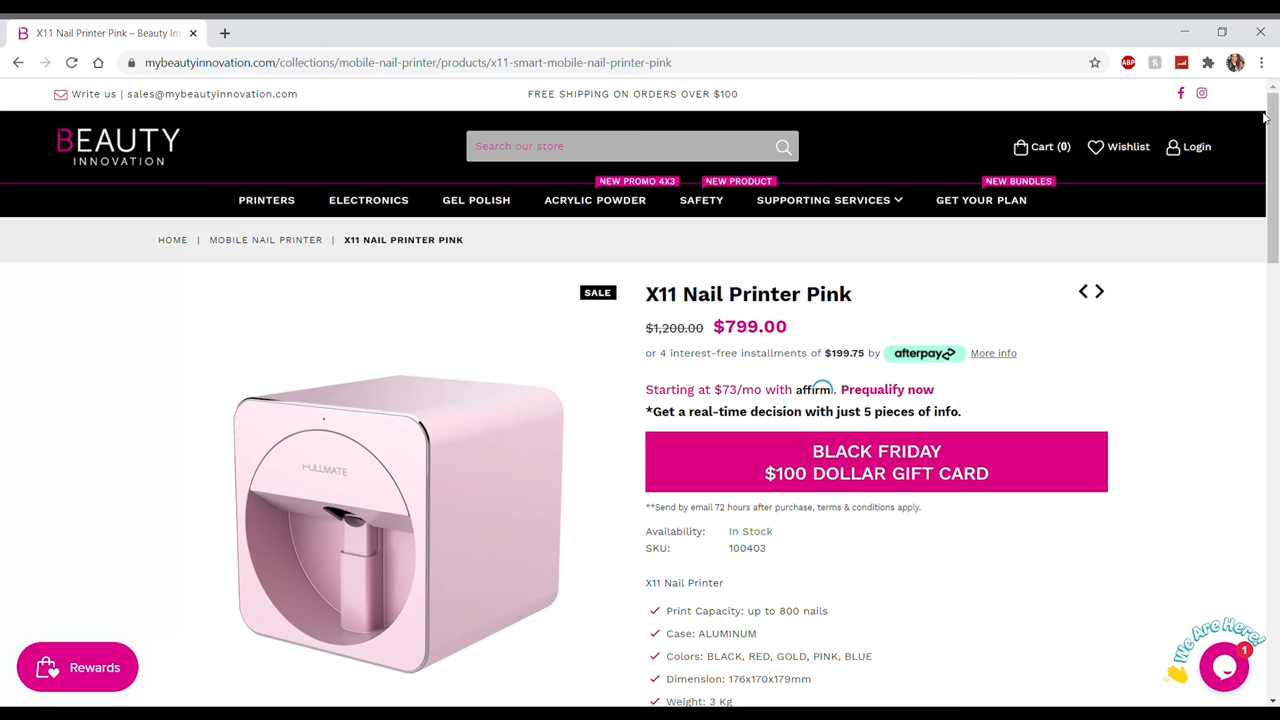 X11 Nail Printer Pink – Beauty In
mybeautyinnovation.com/collections/mobile-nail-printer/products/x11-smart-mobile-nail-printer-pink
ABP
Write us | sales@mybeautyinnovation.com
FREE SHIPPING ON ORDERS OVER $100
BEAUTY
INNOVATION
Search our store
Cart (0)
Wishlist
Login
NEW PROMO 4X3
NEW PRODUCT
NEW BUNDLES
PRINTERS
ELECTRONICS
GEL POLISH
ACRYLIC POWDER
SAFETY
SUPPORTING SERVICES
GET YOUR PLAN
HOME | MOBILE NAIL PRINTER | X11 NAIL PRINTER PINK
SALE
X11 Nail Printer Pink
$1,200.00 $799.00
or 4 interest-free installments of $199.75 by afterpay More info
Starting at $73/mo with affirm. Prequalify now
*Get a real-time decision with just 5 pieces of info.
BLACK FRIDAY
$100 DOLLAR GIFT CARD
**Send by email 72 hours after purchase, terms & conditions apply.
Availability: In Stock
SKU: 100403
X11 Nail Printer
Print Capacity: up to 800 nails
Case: ALUMINUM
Colors: BLACK, RED, GOLD, PINK, BLUE
Dimension: 176x170x179mm
Weight: 3 Kg
FULLMATE
Rewards
We Are Here!
1